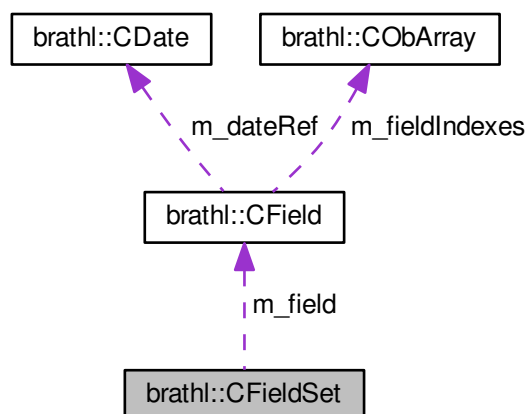 brathl::CDate
brathl::CObArray
m_dateRef
m_fieldIndexes
brathl::CField
m_field
brathl::CFieldSet